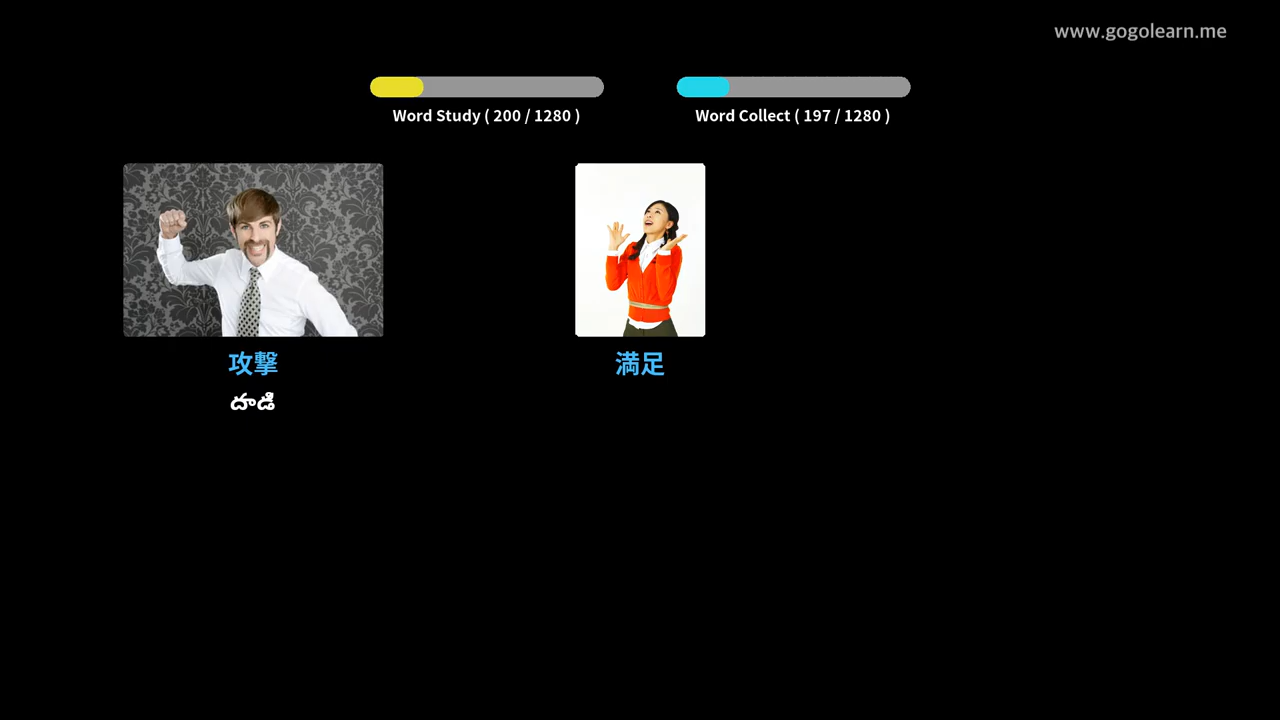 www.gogolearn.me
Word Study ( 200 / 1280 )
Word Collect ( 197 / 1280 )
攻撃
దాడి
満足